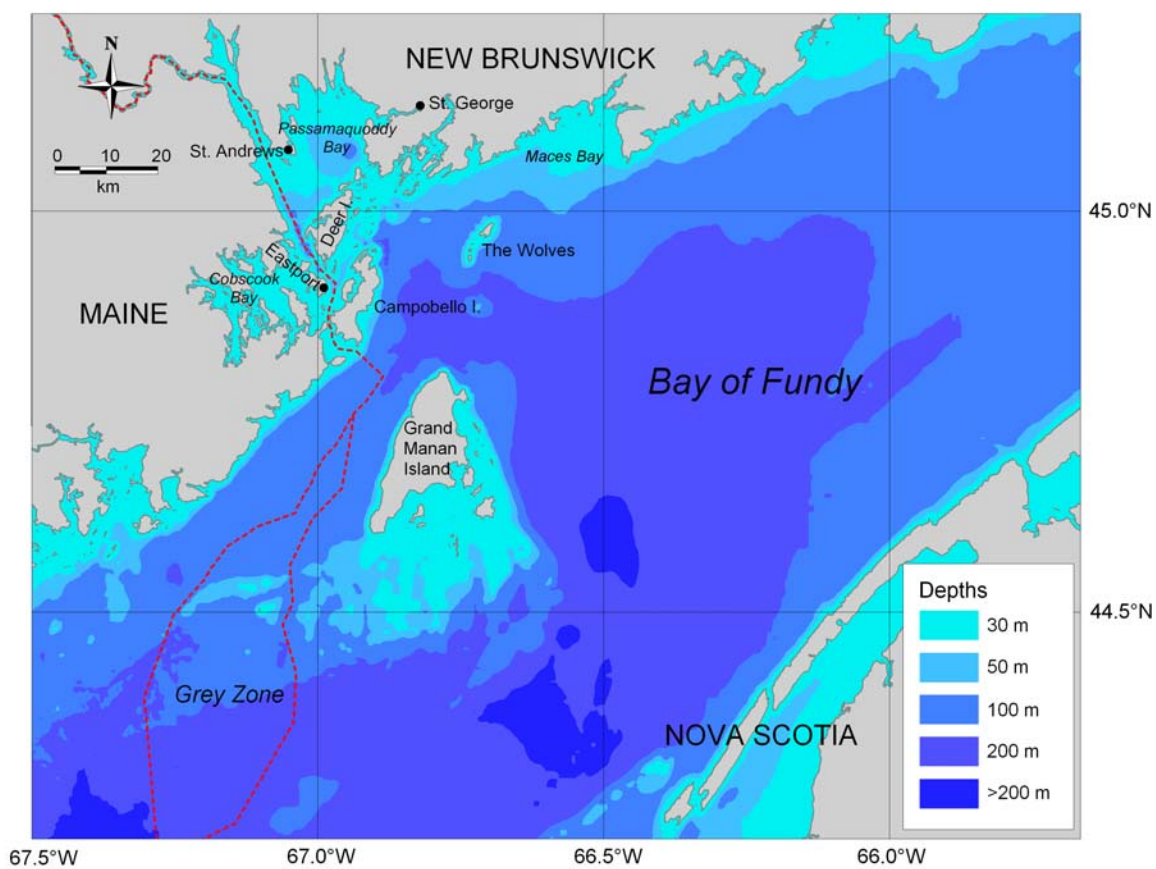 N
NEW BRUNSWICK
St. George
Passamaquoddy
Bay
St. Andrews
Maces Bay
0 10 20
km
45.0°N
Deer I.
The Wolves
Eastport
Cobscook
Bay
Campobello I.
MAINE
Bay of Fundy
Grand
Manan
Island
Depths
30 m
50 m
100 m
200 m
>200 m
44.5°N
Grey Zone
NOVA SCOTIA
67.5°W 67.0°W 66.5°W 66.0°W